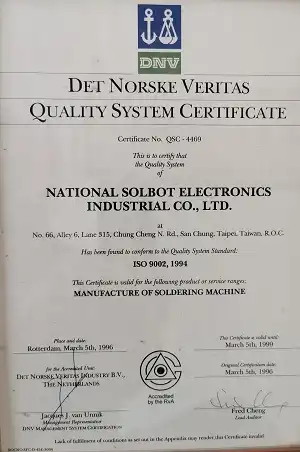 DNV
DET NORSKE VERITAS
QUALITY SYSTEM CERTIFICATE
Certificate No. QSC - 4469
This is to certify that
the Quality System
of
NATIONAL SOLBOT ELECTRONICS
INDUSTRIAL CO., LTD.
at
No. 66, Alley 6, Lane 315, Chung Cheng N. Rd., San Chung, Taipei, Taiwan, R.O.C.
Has been found to conform to the Quality System Standard:
ISO 9002, 1994
This Certificate is valid for the following product or service ranges:
MANUFACTURE OF SOLDERING MACHINE
Place and date:
Rotterdam, March 5th, 1996
for the Accredited Unit:
DET NORSKE VERITAS INDUSTRY B.V.,
THE NETHERLANDS
Jacques J. van Unnik
Management Representative
DNV MANAGEMENT SYSTEM CERTIFICATION
Accredited
by the RvA
This Certificate is valid until:
March 5th, 1999
Original Certification date:
March 5th, 1996
Fred Cheng
Lead Auditor
Lack of fulfilment of conditions as set out in the Appendix may render this Certificate invalid